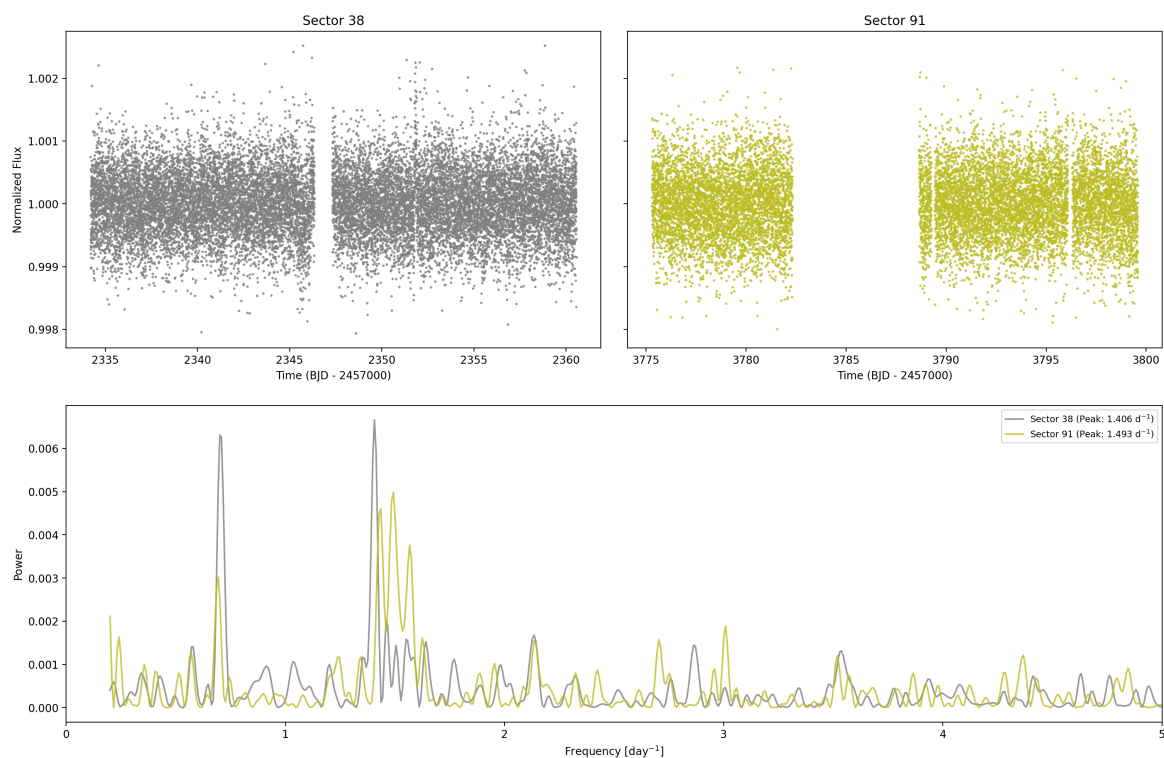 Sector 38
Sector 91
Normalized Flux
1.002
1.001
1.000
0.999
0.998
2335 2340 2345 2350 2355 2360
3775 3780 3785 3790 3795 3800
Time (BJD - 2457000)
Time (BJD - 2457000)
Sector 38 (Peak: 1.406 d⁻¹)
Sector 91 (Peak: 1.493 d⁻¹)
Power
0.006
0.005
0.004
0.003
0.002
0.001
0.000
0 1 2 3 4 5
Frequency [day⁻¹]